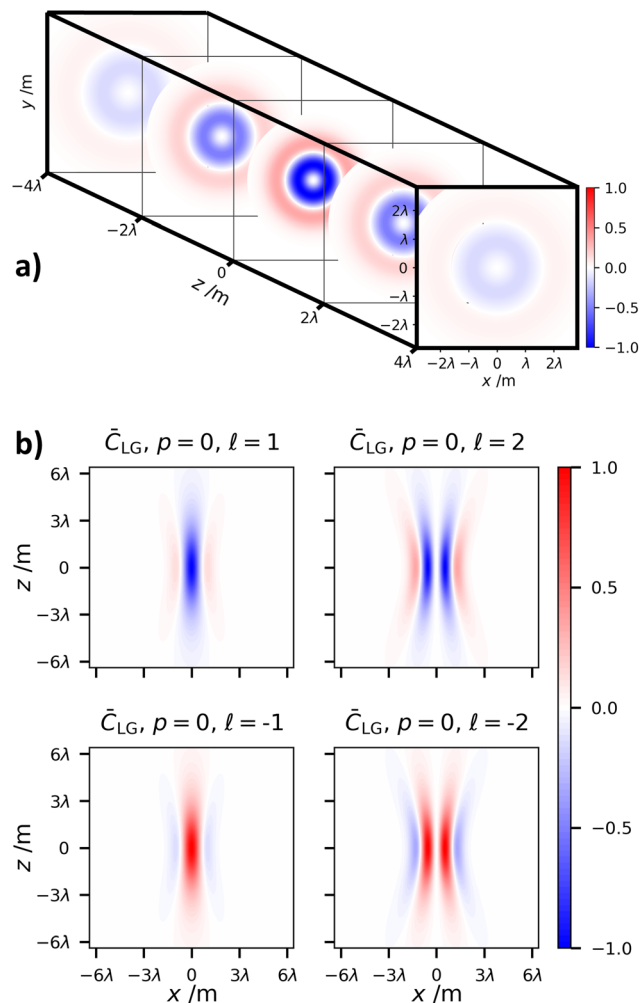 y /m
−4λ
−2λ
0
2λ
4λ
z /m
a)
2λ
λ
0
−λ
−2λ
−2λ −λ 0 λ 2λ
x /m
1.0
0.5
0.0
−0.5
−1.0
b)
C̄LG, p = 0, ℓ = 1
C̄LG, p = 0, ℓ = 2
6λ
3λ
0
−3λ
−6λ
z /m
C̄LG, p = 0, ℓ = -1
C̄LG, p = 0, ℓ = -2
6λ
3λ
0
−3λ
−6λ
z /m
−6λ −3λ 0 3λ 6λ
x /m
−6λ −3λ 0 3λ 6λ
x /m
1.0
0.5
0.0
−0.5
−1.0